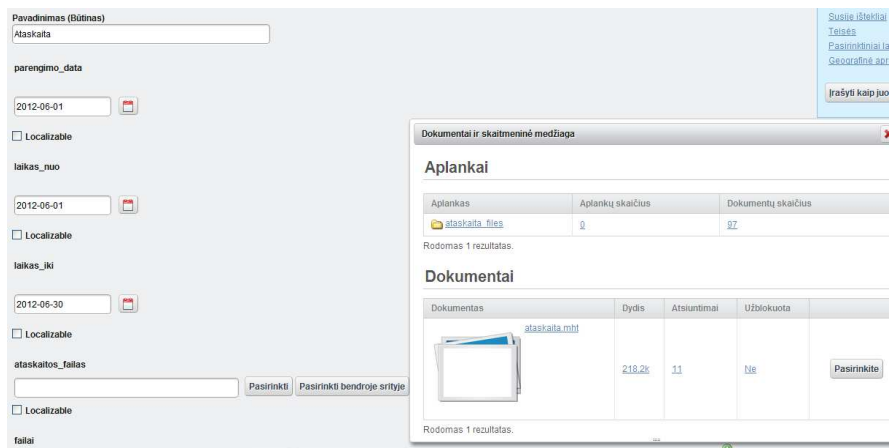 Pavadinimas (Būtinas)
Ataskaita
parengimo_data
2012-06-01
Localizable
laikas_nuo
2012-06-01
Localizable
laikas_iki
2012-06-30
Localizable
ataskaitos_failas
Pasirinkti
Pasirinkti bendroje srityje
Localizable
failai
Susiję ištekliai
Teisės
Pasirinktiniai la
Geografinė apr
Įrašyti kaip juo
Dokumentai ir skaitmeninė medžiaga
Aplankai
Aplankas Aplankų skaičius Dokumentų skaičius
ataskaita_files 0 97
Rodomas 1 rezultatas.
Dokumentai
Dokumentas Dydis Atsiuntimai Užblokuota
ataskaita.mht
218.2k 11 Ne Pasirinkite
Rodomas 1 rezultatas.